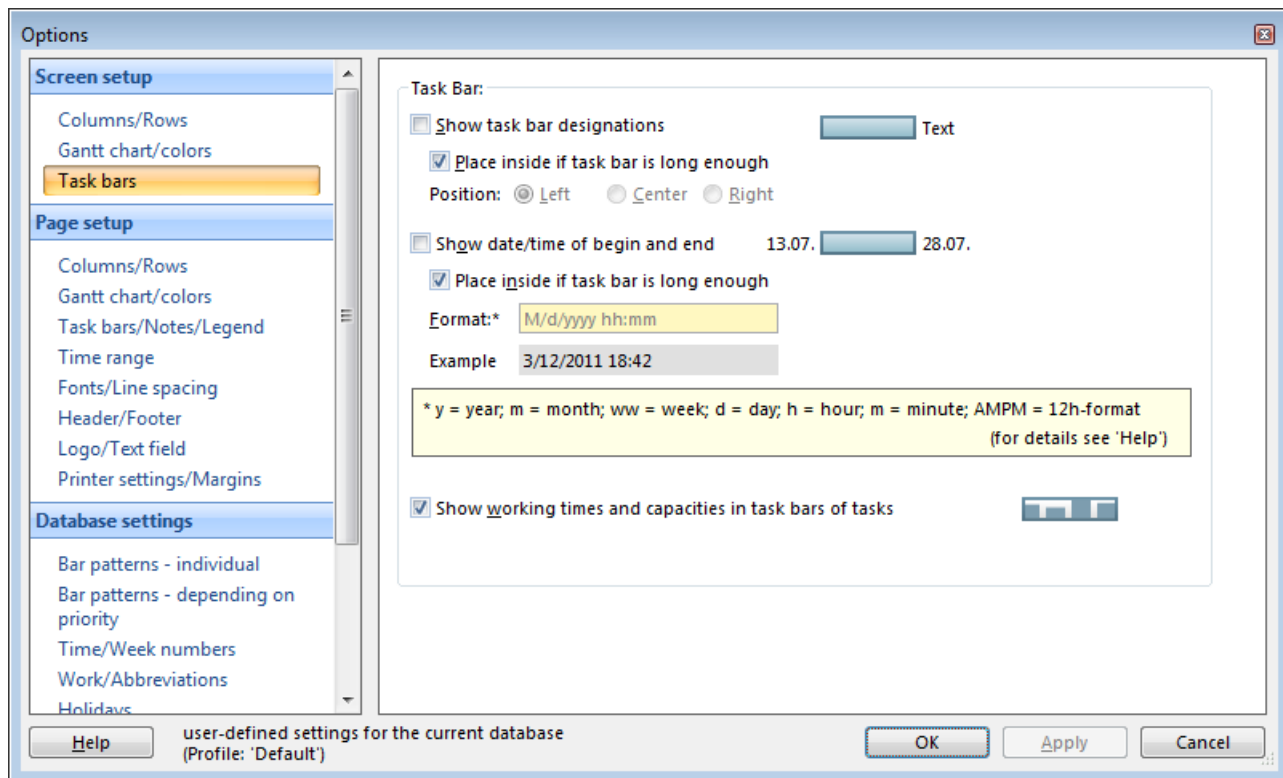 Options
Screen setup
Columns/Rows
Gantt chart/colors
Task bars
Page setup
Columns/Rows
Gantt chart/colors
Task bars/Notes/Legend
Time range
Fonts/Line spacing
Header/Footer
Logo/Text field
Printer settings/Margins
Database settings
Bar patterns - individual
Bar patterns - depending on
priority
Time/Week numbers
Work/Abbreviations
Holidays
Task Bar:
Show task bar designations Text
Place inside if task bar is long enough
Position: Left Center Right
Show date/time of begin and end 13.07. 28.07.
Place inside if task bar is long enough
Format:* M/d/yyyy hh:mm
Example 3/12/2011 18:42
* y = year; m = month; ww = week; d = day; h = hour; m = minute; AMPM = 12h-format
(for details see 'Help')
Show working times and capacities in task bars of tasks
Help
user-defined settings for the current database
(Profile: 'Default')
OK Apply Cancel